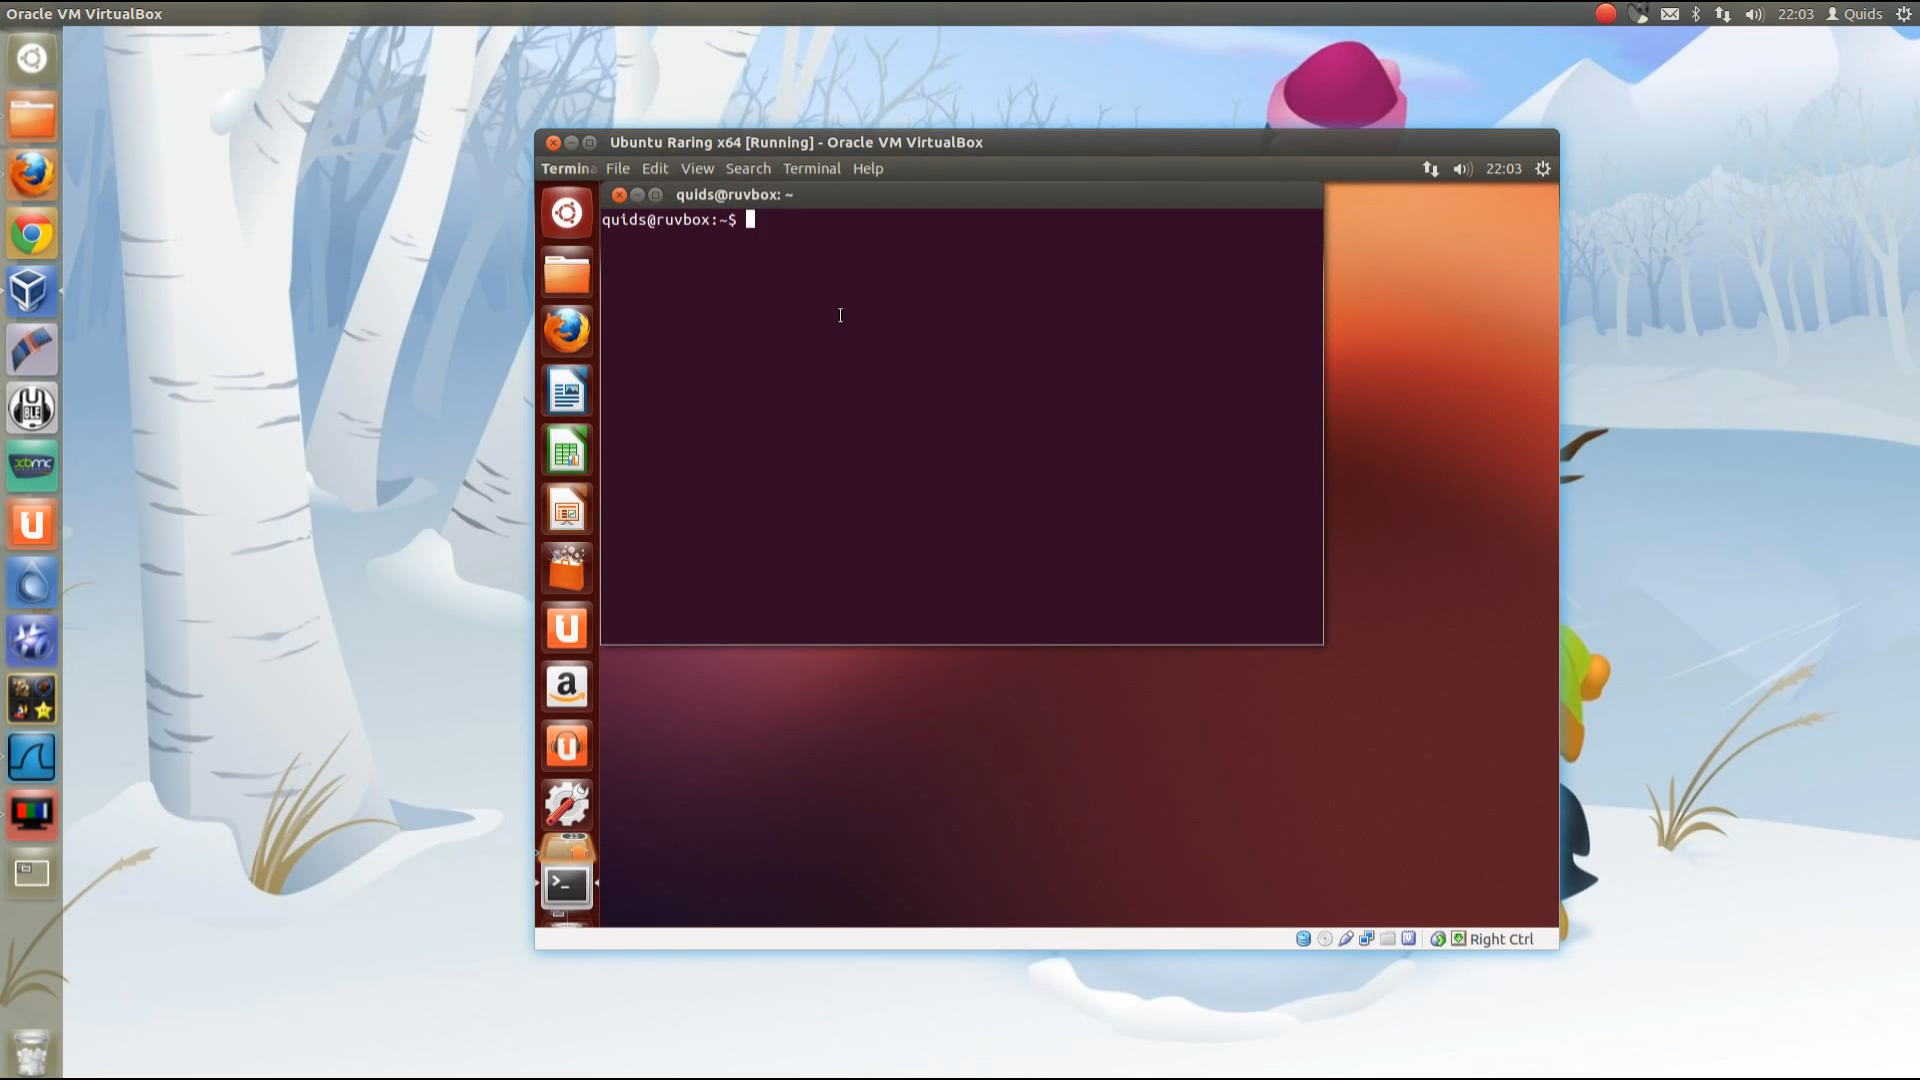 Oracle VM VirtualBox
22:03 Quids
Ubuntu Raring x64 [Running] - Oracle VM VirtualBox
Termina File Edit View Search Terminal Help 22:03
quids@ruvbox: ~
quids@ruvbox:~$
BLE
xbmc
Right Ctrl